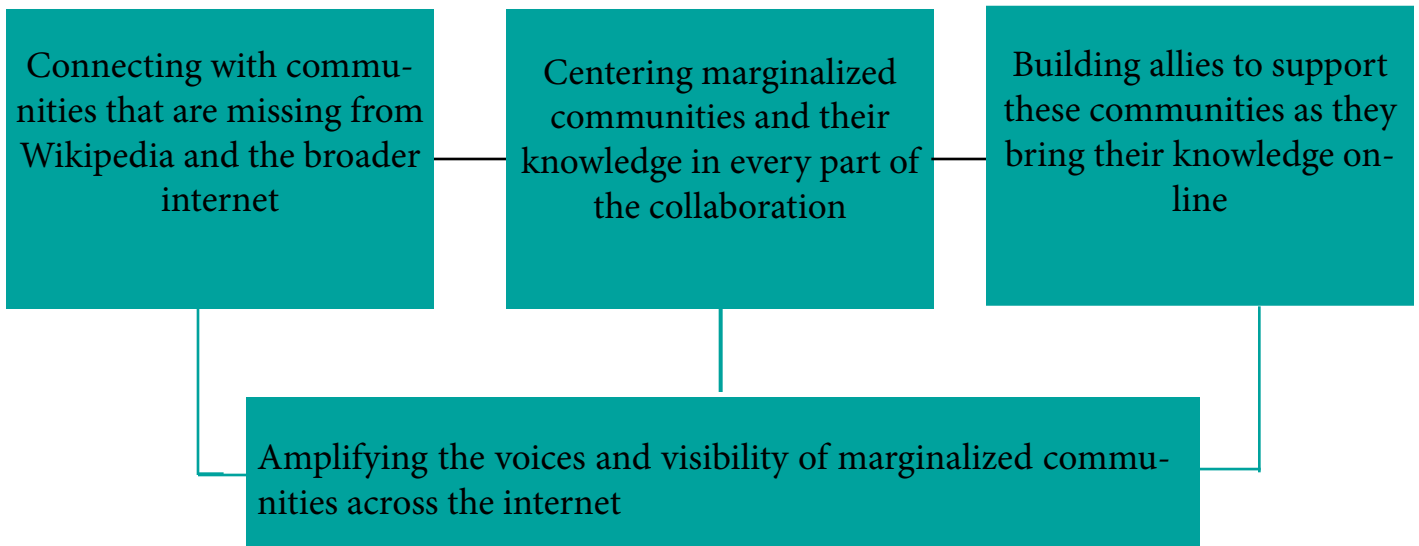 Connecting with commu-
nities that are missing from
Wikipedia and the broader
internet
Centering marginalized
communities and their
knowledge in every part of
the collaboration
Building allies to support
these communities as they
bring their knowledge on-
line
Amplifying the voices and visibility of marginalized commu-
nities across the internet